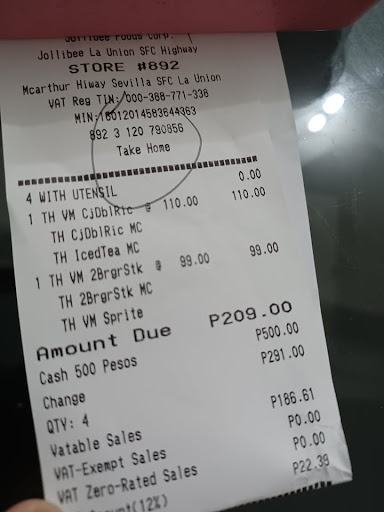 Jollibee Foods Corp.
Jollibee La Union SFC Highway
STORE #892
Mcarthur Hiway Sevilla SFC La Union
VAT Reg TIN:000-388-771-336
MIN:18012014583644363
892 3 120 790856
Take Home
4 WITH UTENSIL 0.00
1 TH VM CjDblRic @ 110.00 110.00
TH CjDblRic MC
TH IcedTea MC
1 TH VM 2BrgrStk @ 99.00 99.00
TH 2BrgrStk MC
TH VM Sprite
Amount Due P209.00
Cash 500 Pesos P500.00
Change P291.00
QTY: 4
Vatable Sales P186.61
VAT-Exempt Sales P0.00
VAT Zero-Rated Sales P0.00
(12%) P22.39